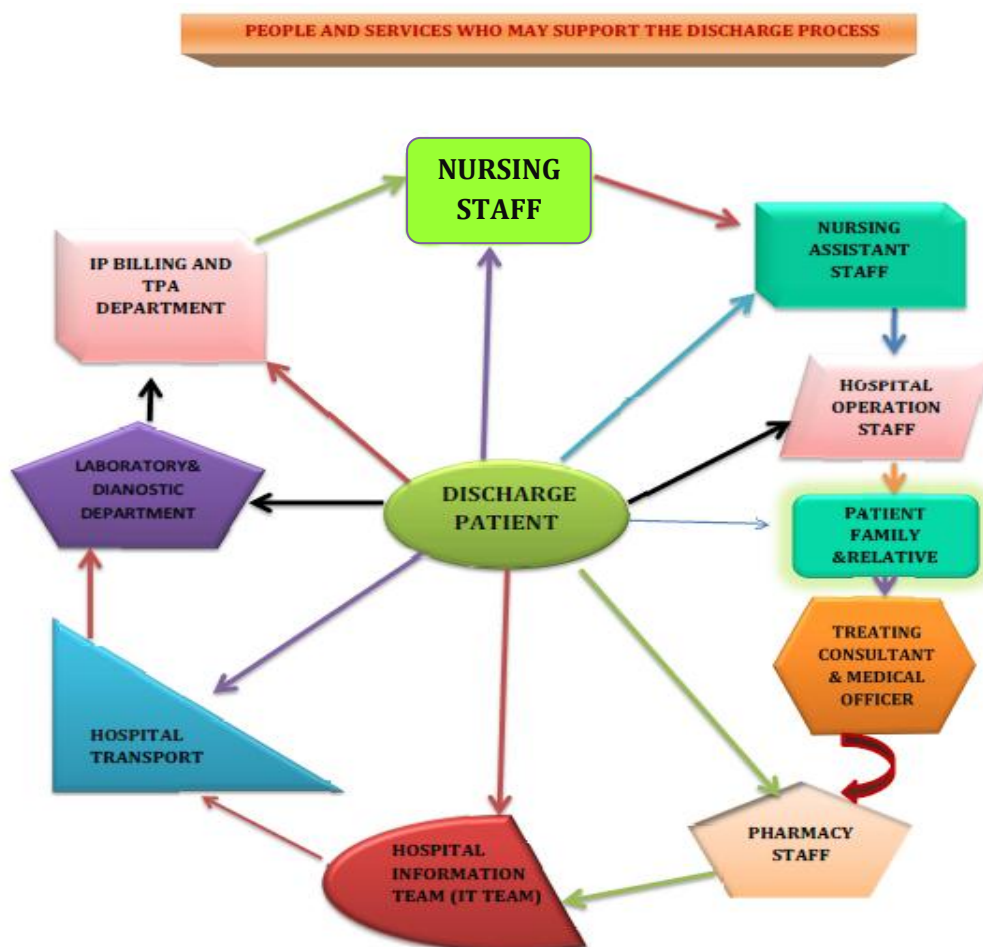 PEOPLE AND SERVICES WHO MAY SUPPORT THE DISCHARGE PROCESS
NURSING
STAFF
NURSING
ASSISTANT
STAFF
IP BILLING AND
TPA
DEPARTMENT
HOSPITAL
OPERATION
STAFF
LABORATORY&
DIANOSTIC
DEPARTMENT
DISCHARGE
PATIENT
PATIENT
FAMILY
&RELATIVE
TREATING
CONSULTANT
& MEDICAL
OFFICER
HOSPITAL
TRANSPORT
HOSPITAL
INFORMATION
TEAM (IT TEAM)
PHARMACY
STAFF